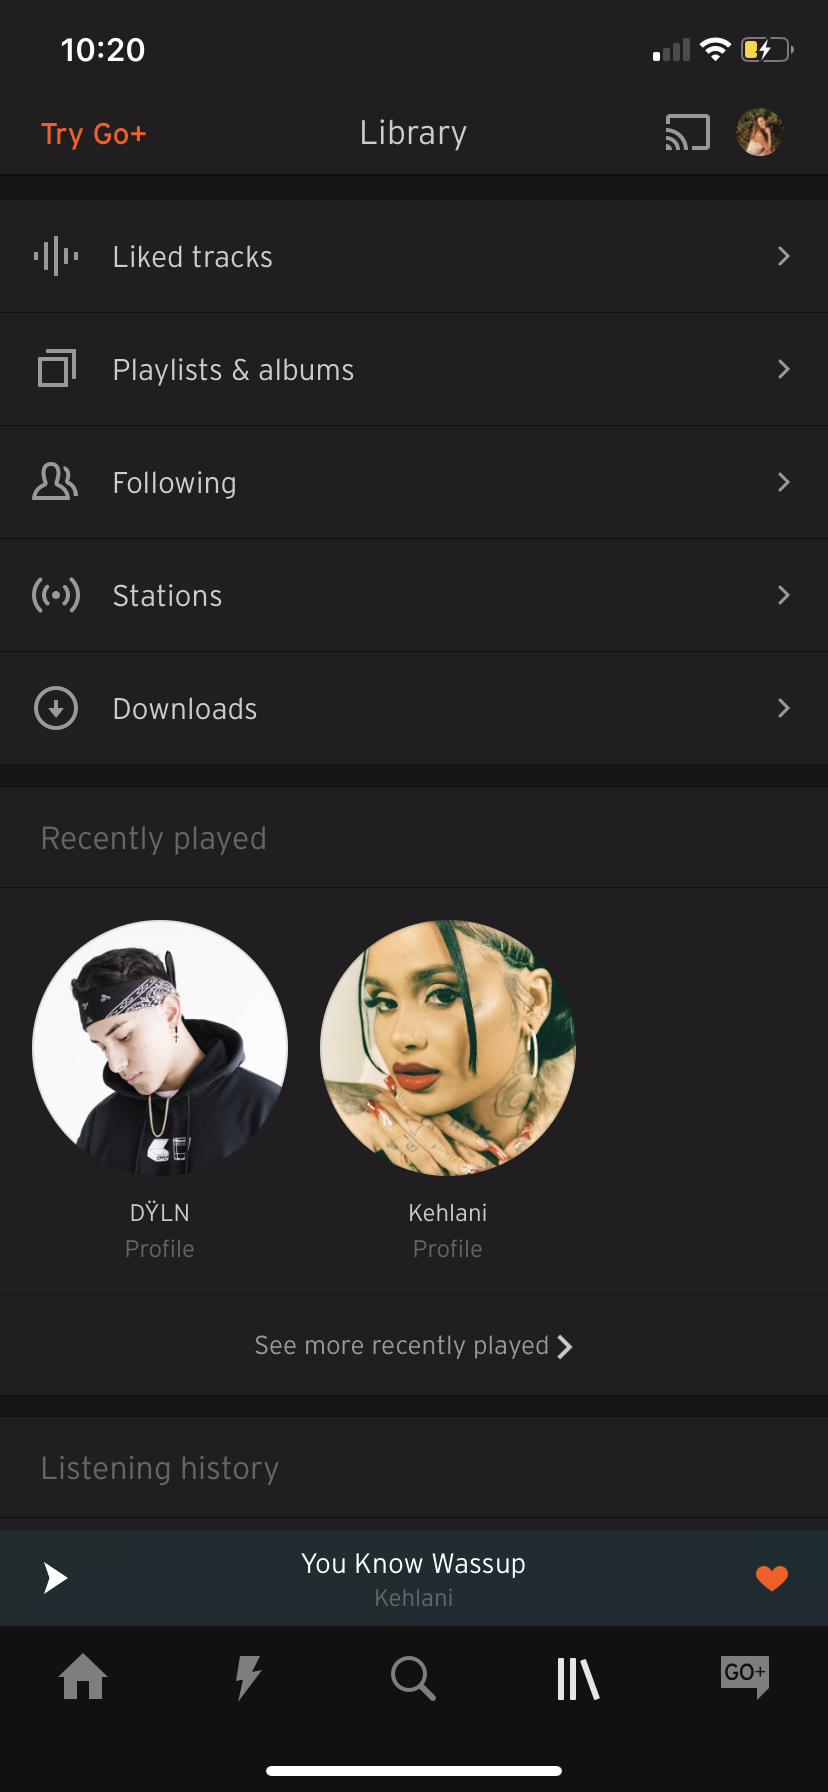 10:20
Try Go+
Library
Liked tracks
Playlists & albums
Following
Stations
Downloads
Recently played
DŸLN
Profile
Kehlani
Profile
See more recently played
Listening history
You Know Wassup
Kehlani
GO+